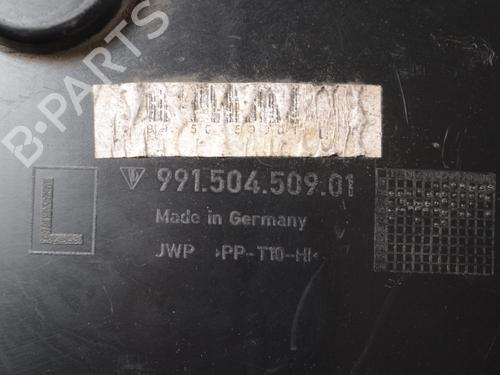 B-PARTS
991.504.509.01
L
Made in Germany
JWP >PP-T10-HI<